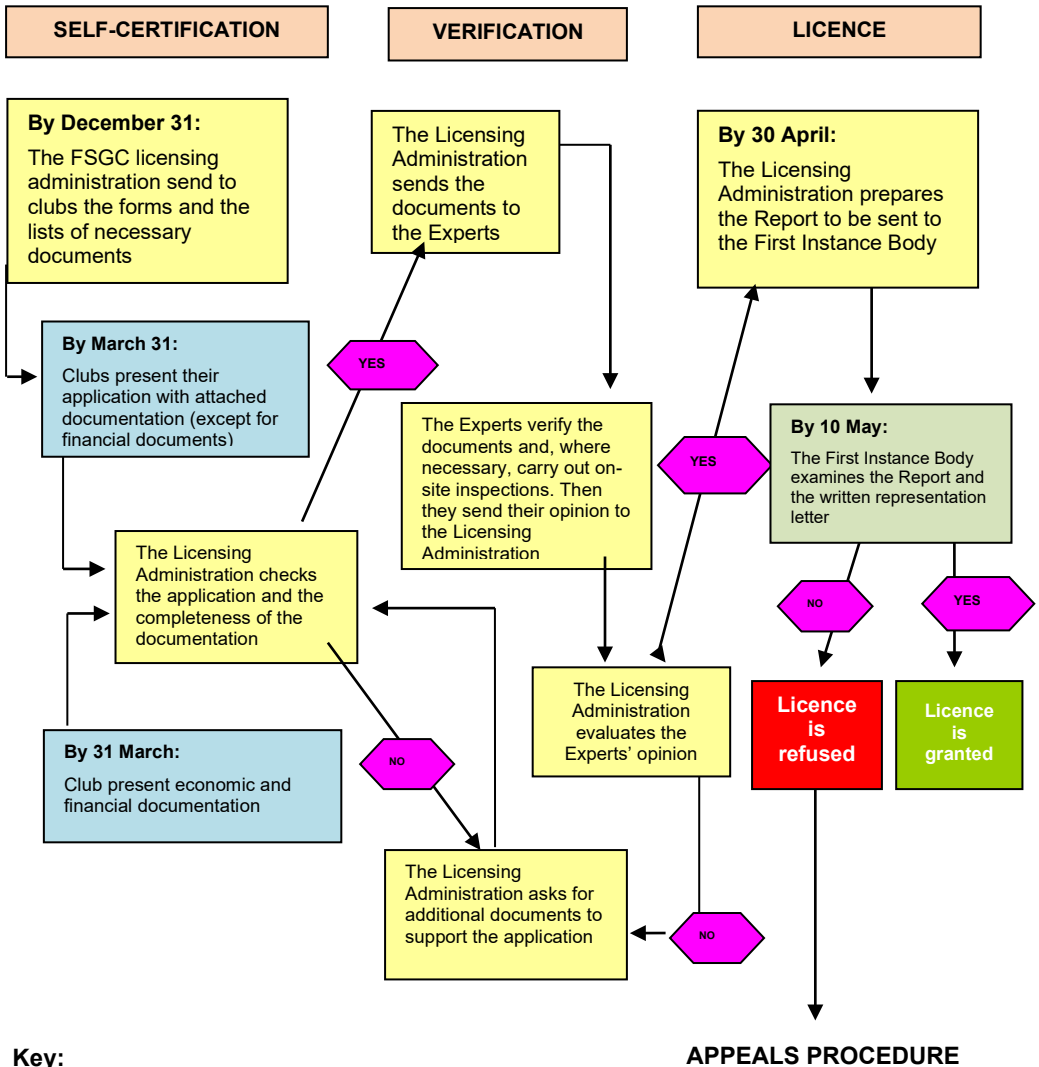 SELF-CERTIFICATION
VERIFICATION
LICENCE
By December 31:
The FSGC licensing
administration send to
clubs the forms and the
lists of necessary
documents
The Licensing
Administration
sends the
documents to
the Experts
By 30 April:
The Licensing
Administration prepares
the Report to be sent to
the First Instance Body
By March 31:
Clubs present their
application with attached
documentation (except for
financial documents)
YES
The Experts verify the
documents and, where
necessary, carry out on-
site inspections. Then
they send their opinion to
the Licensing
Administration
YES
By 10 May:
The First Instance Body
examines the Report and
the written representation
letter
The Licensing
Administration checks
the application and the
completeness of the
documentation
NO
YES
The Licensing
Administration
evaluates the
Experts' opinion
Licence
is
refused
Licence
is
granted
By 31 March:
Club present economic and
financial documentation
NO
The Licensing
Administration asks for
additional documents to
support the application
NO
Key:
APPEALS PROCEDURE